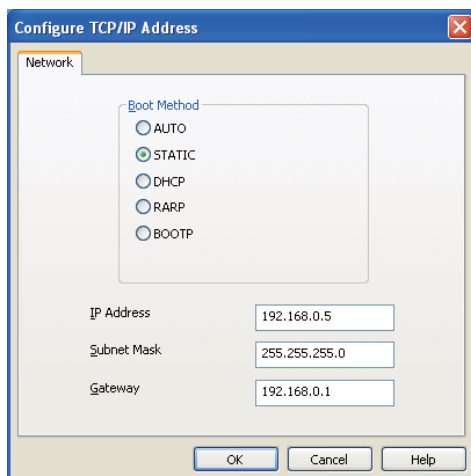 Configure TCP/IP Address
Network
Boot Method
AUTO
STATIC
DHCP
RARP
BOOTP
IP Address 192.168.0.5
Subnet Mask 255.255.255.0
Gateway 192.168.0.1
OK Cancel Help